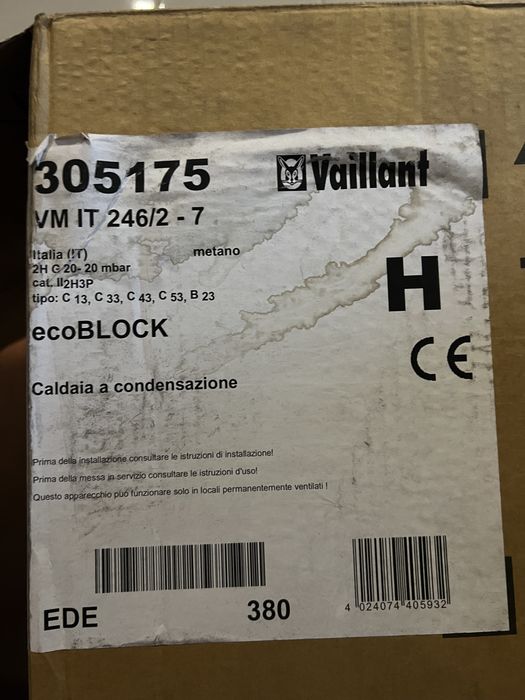 305175
Vaillant
VM IT 246/2 - 7
Italia (IT) metano
2H G 20- 20 mbar
cat. II2H3P
tipo: C 13, C 33, C 43, C 53, B 23
H
ecoBLOCK
CE
Caldaia a condensazione
Prima della installazione consultare le istruzioni di installazione!
Prima della messa in servizio consultare le istruzioni d'uso!
Questo apparecchio può funzionare solo in locali permanentemente ventilati !
EDE 380
4 024074 405932